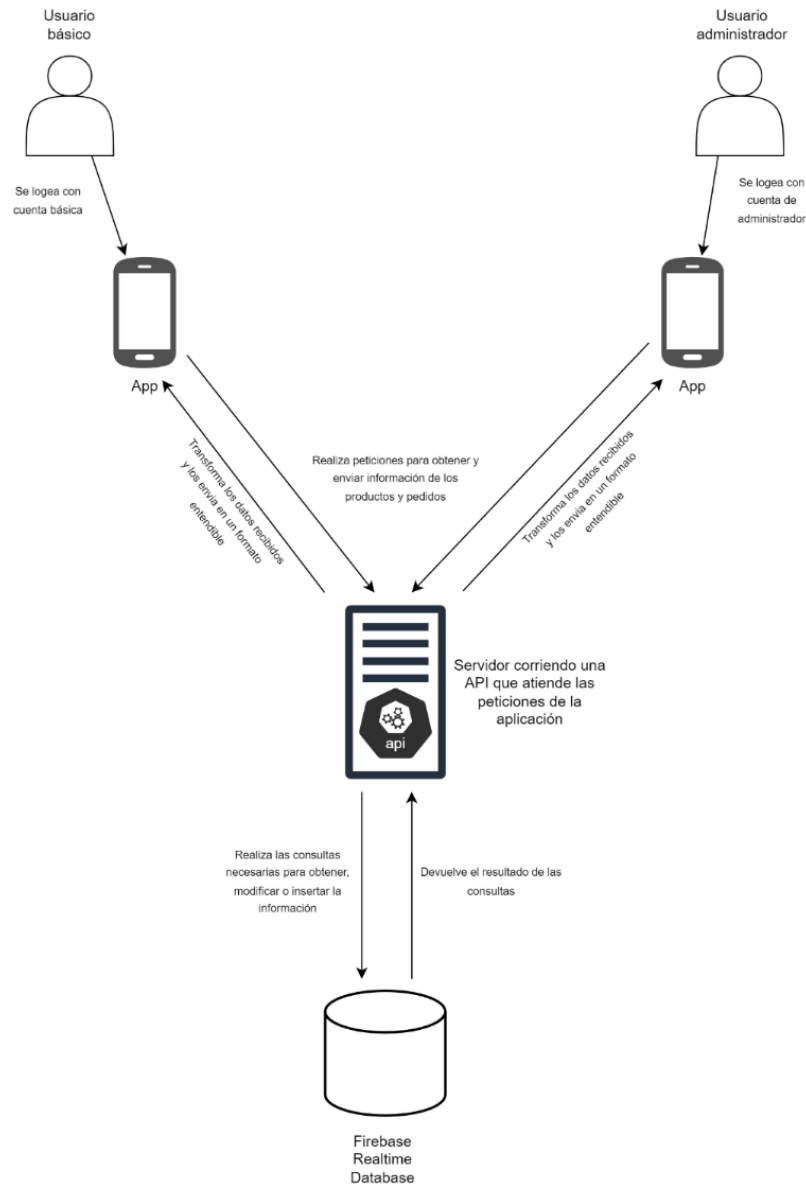 Usuario
básico
Usuario
administrador
Se logea con
cuenta básica
Se logea con
cuenta de
administrador
App
App
Transforma los datos recibidos
y los envia en un formato
entendible
Realiza peticiones para obtener y
enviar información de los
productos y pedidos
Transforma los datos recibidos
y los envia en un formato
entendible
Servidor corriendo una
API que atiende las
peticiones de la
aplicación
api
Realiza las consultas
necesarias para obtener,
modificar o insertar la
información
Devuelve el resultado de las
consultas
Firebase
Realtime
Database